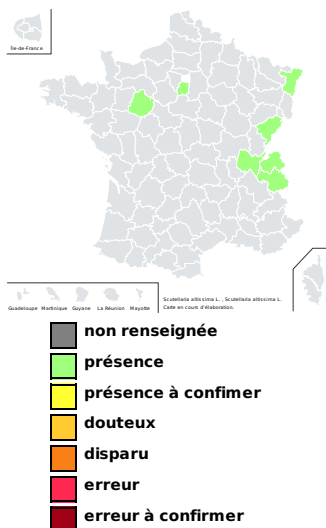 Île-de-France
Guadeloupe Martinique Guyane La Réunion Mayotte
Scutellaria altissima L. , Scutellaria altissima L.
Carte en cours d'élaboration.
non renseignée
présence
présence à confimer
douteux
disparu
erreur
erreur à confirmer